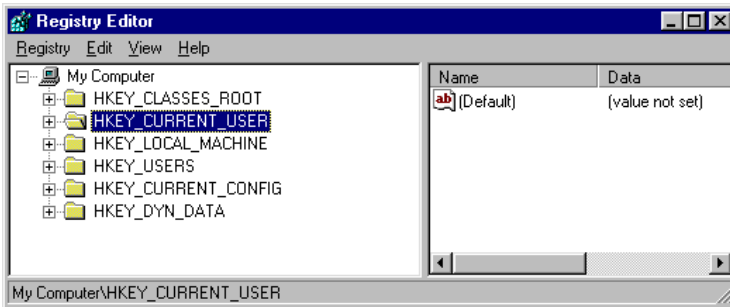 Registry Editor
Registry Edit View Help
My Computer
HKEY_CLASSES_ROOT
HKEY_CURRENT_USER
HKEY_LOCAL_MACHINE
HKEY_USERS
HKEY_CURRENT_CONFIG
HKEY_DYN_DATA
Name Data
ab (Default) (value not set)
My Computer\HKEY_CURRENT_USER